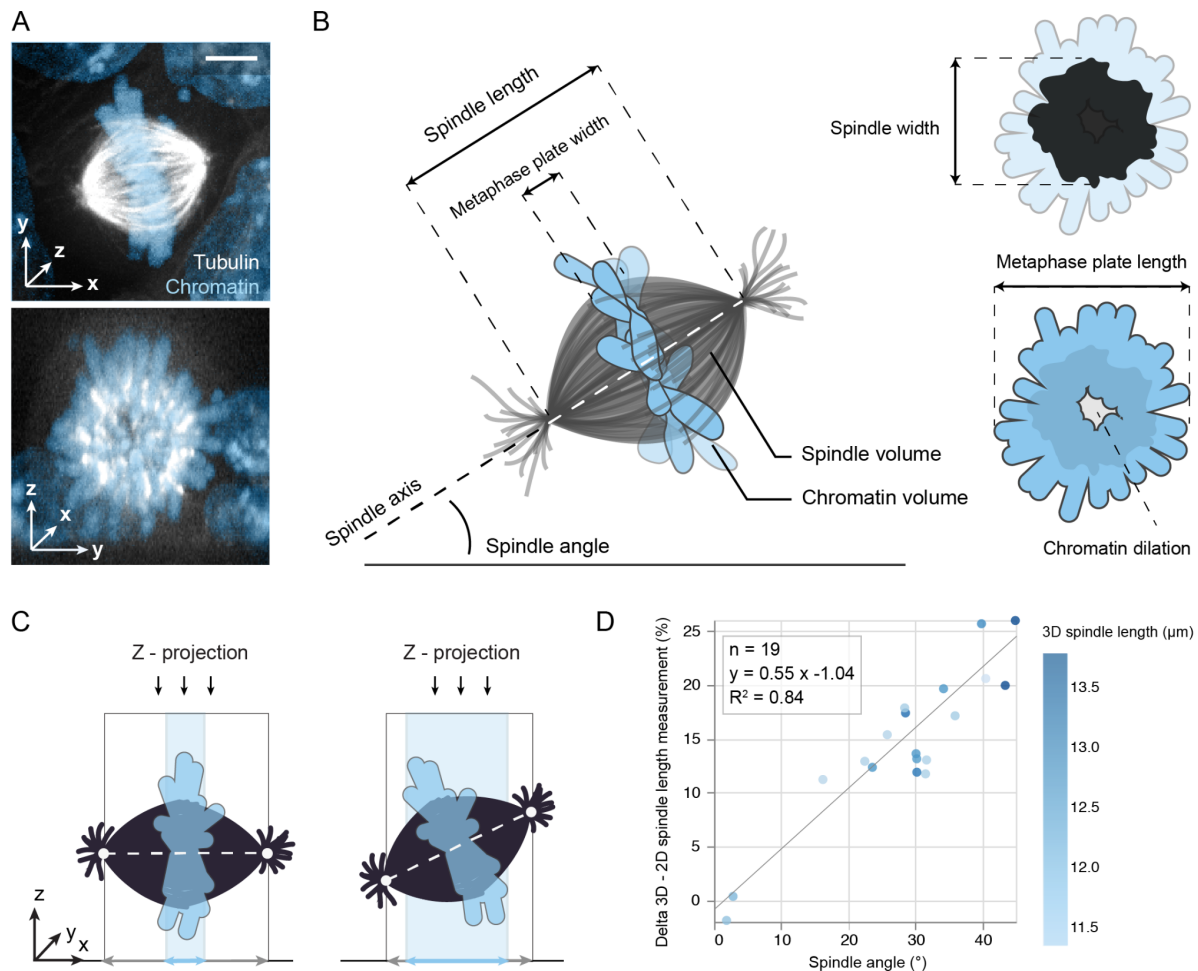 A
y
z
x
Tubulin
Chromatin
z
x
y
B
Spindle length
Metaphase plate width
Spindle volume
Chromatin volume
Spindle axis
Spindle angle
Spindle width
Metaphase plate length
Chromatin dilation
C
Z - projection
Z - projection
z
y
x
D
Delta 3D - 2D spindle length measurement (%)
25
20
15
10
5
0
n = 19
y = 0.55 x -1.04
R² = 0.84
0
10
20
30
40
Spindle angle (°)
3D spindle length (µm)
13.5
13.0
12.5
12.0
11.5